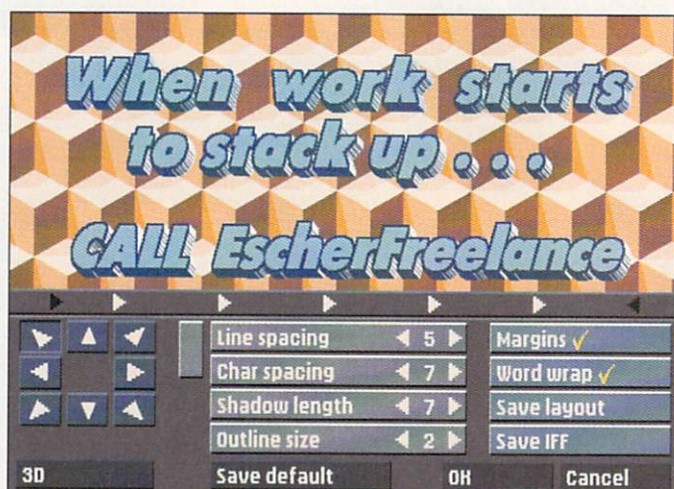 When work starts
to stack up...
CALL EscherFreelance
Line spacing 5
Margins
Char spacing 7
Word wrap
Shadow length 7
Save layout
Outline size 2
Save IFF
3D
Save default
OK
Cancel